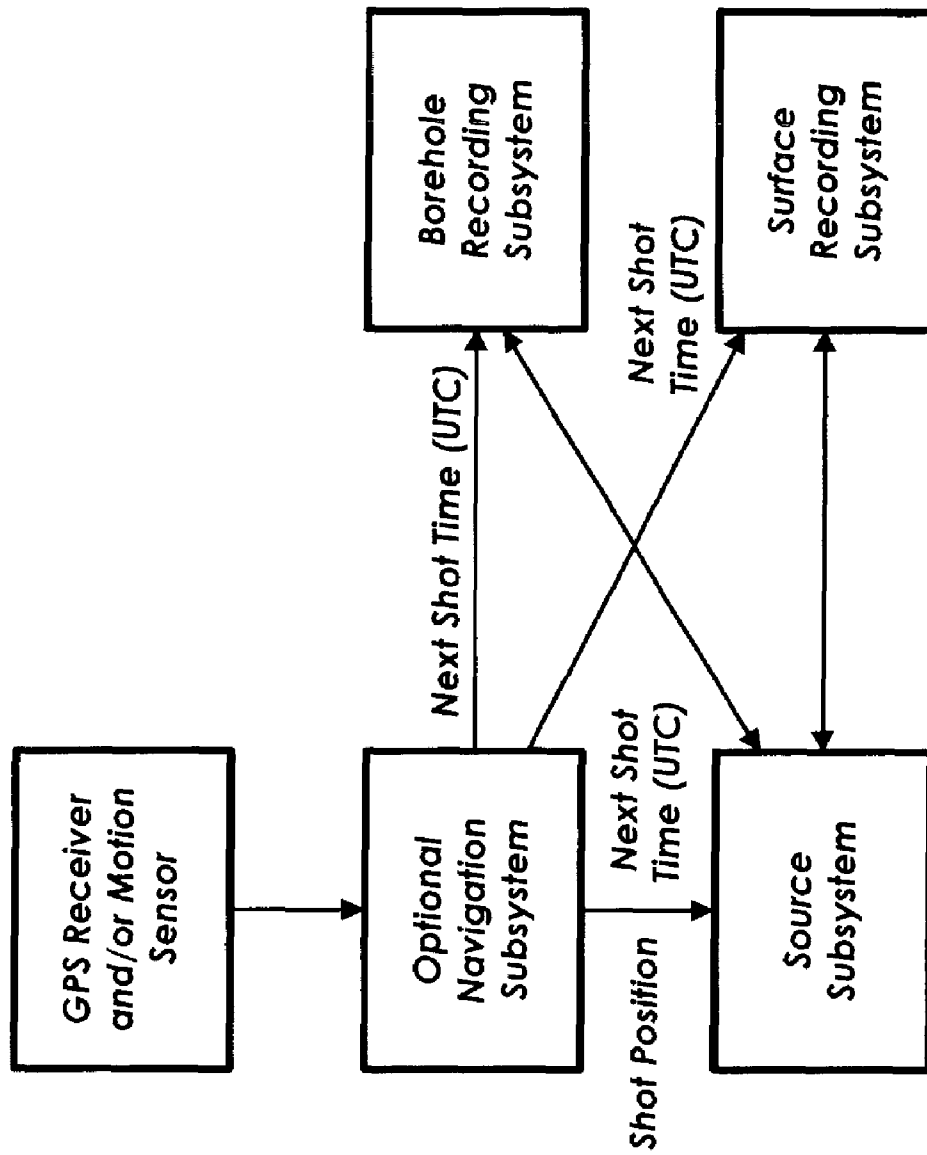 GPS Receiver
and/or Motion
Sensor
Optional
Navigation
Subsystem
Next Shot Time (UTC)
Borehole
Recording
Subsystem
Shot Position
Next Shot
Time (UTC)
Next Shot
Time (UTC)
Source
Subsystem
Surface
Recording
Subsystem